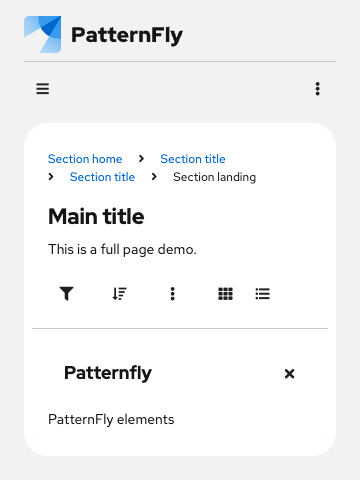 PatternFly
Section home Section title
Section title Section landing
Main title
This is a full page demo.
Patternfly
PatternFly elements